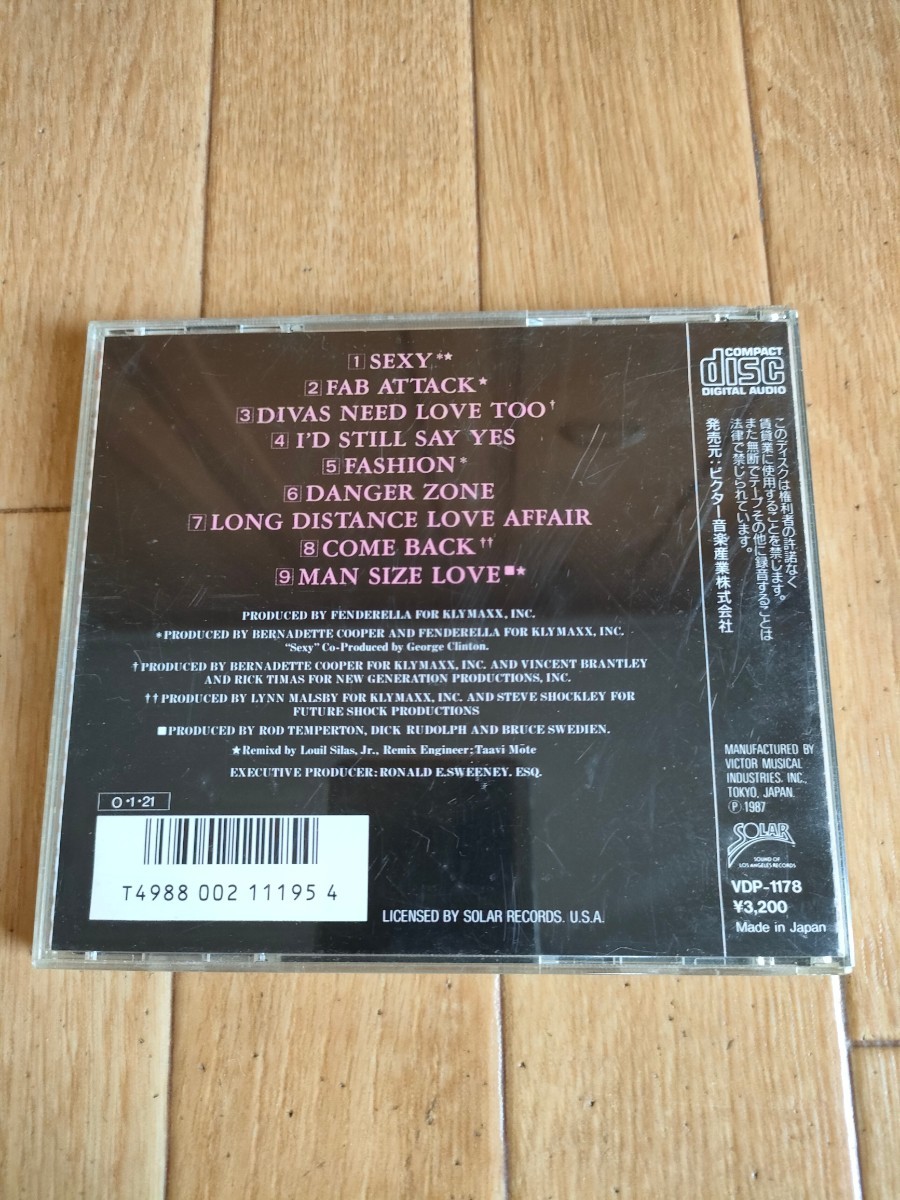 1 SEXY*★
2 FAB ATTACK★
3 DIVAS NEED LOVE TOO†
4 I'D STILL SAY YES
5 FASHION*
6 DANGER ZONE
7 LONG DISTANCE LOVE AFFAIR
8 COME BACK††
9 MAN SIZE LOVE■★
PRODUCED BY FENDERELLA FOR KLYMAXX, INC.
*PRODUCED BY BERNADETTE COOPER AND FENDERELLA FOR KLYMAXX, INC.
"Sexy" Co-Produced by George Clinton.
†PRODUCED BY BERNADETTE COOPER FOR KLYMAXX, INC. AND VINCENT BRANTLEY
AND RICK TIMAS FOR NEW GENERATION PRODUCTIONS, INC.
††PRODUCED BY LYNN MALSBY FOR KLYMAXX, INC. AND STEVE SHOCKLEY FOR
FUTURE SHOCK PRODUCTIONS
■PRODUCED BY ROD TEMPERTON, DICK RUDOLPH AND BRUCE SWEDIEN.
★Remixd by Louil Silas, Jr., Remix Engineer: Taavi Mote
EXECUTIVE PRODUCER: RONALD E.SWEENEY. ESQ.
O・1・21
T4988 002 11195 4
LICENSED BY SOLAR RECORDS. U.S.A.
COMPACT
disc
DIGITAL AUDIO
このディスクは権利者の許諾なく
賃貸業に使用することを禁じます。
また無断でテープその他に録音することは
法律で禁じられています。
発売元:ビクター音楽産業株式会社
MANUFACTURED BY
VICTOR MUSICAL
INDUSTRIES. INC.,
TOKYO, JAPAN.
Ⓟ 1987
SOLAR
SOUND OF
LOS ANGELES RECORDS
VDP-1178
¥3,200
Made in Japan